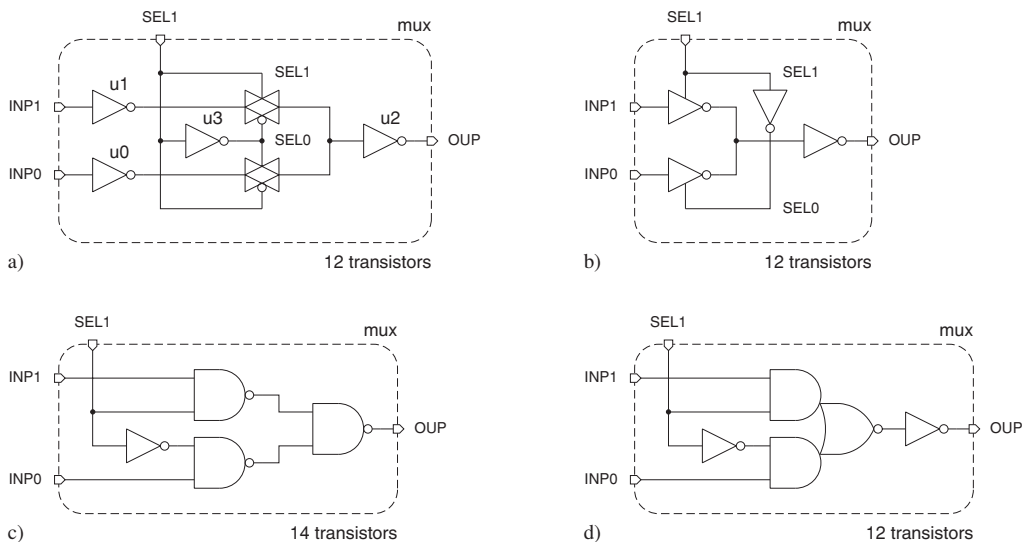 SEL1
mux
u1
SEL1
INP1
u3
u2
SEL0
OUP
u0
INP0
a)
12 transistors
SEL1
mux
SEL1
INP1
OUP
INP0
SEL0
b)
12 transistors
SEL1
mux
INP1
OUP
INP0
c)
14 transistors
SEL1
mux
INP1
OUP
INP0
d)
12 transistors